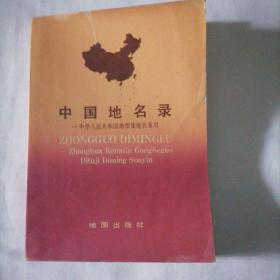 中国地名录
—中华人民共和国地图集地名索引
ZHONGGUO DIMINGLU
—Zhonghua Renmin Gongheguo
Dituji Diming Suoyin
地图出版社